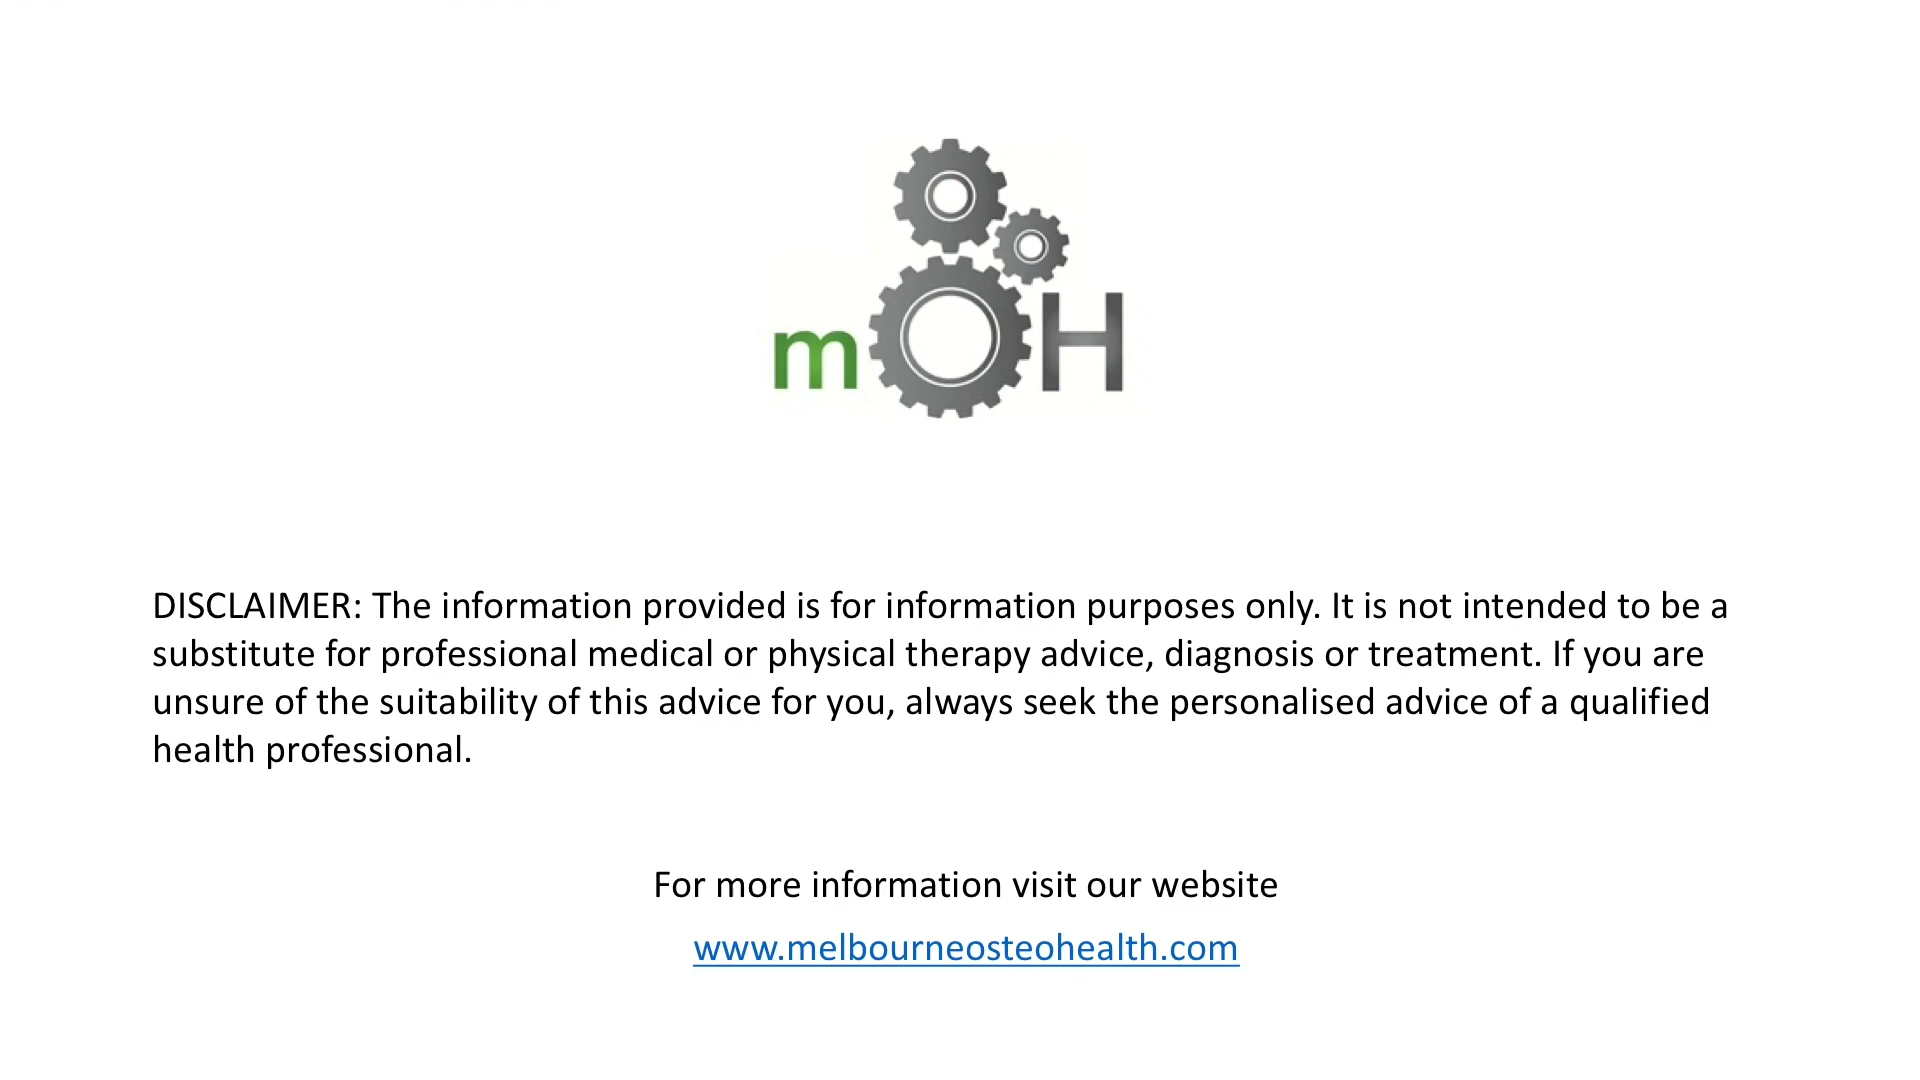 mOH
DISCLAIMER: The information provided is for information purposes only. It is not intended to be a
substitute for professional medical or physical therapy advice, diagnosis or treatment. If you are
unsure of the suitability of this advice for you, always seek the personalised advice of a qualified
health professional.
For more information visit our website
www.melbourneosteohealth.com